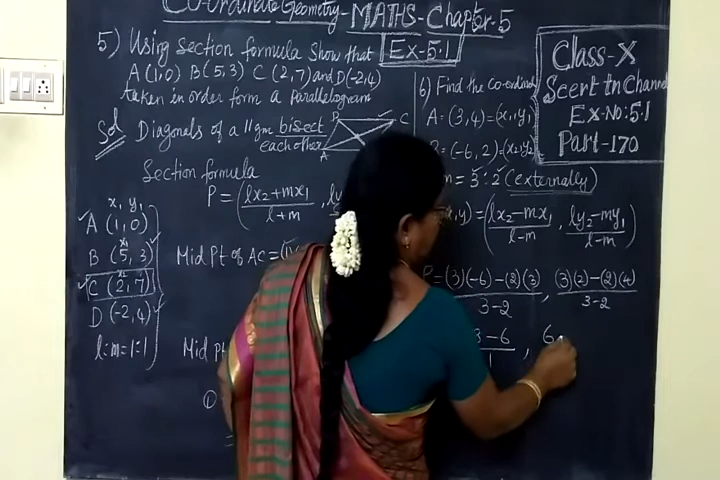 Co-Ordinate Geometry-MATHS-Chapter-5
5) Using Section formula show that
A(1,0) B(5,3) C(2,7) and D(-2,4)
taken in order form a Parallelogram
Ex-5.1
Sol
Diagonals of a ||gm bisect
each other
D C
A
Section formula
P=(lx2+mx1/l+m, ly
x1 y1
A (1,0)
B (5,3)
C (2,7)
D (-2,4)
l:m=1:1
Mid Pt of AC=
Mid Pt
①
=
6) Find the co-ordina
A=(3,4)=(x1,y1
=(-6,2)=(x2,y2
m=3:2 (externally)
,y)=(lx2-mx1/l-m, ly2-my1/l-m)
P=(3)(-6)-(2)(3)/3-2, (3)(2)-(2)(4)/3-2
8-6/1, 6
Class-X
Scert tn Channel
Ex-No:5.1
Part-170